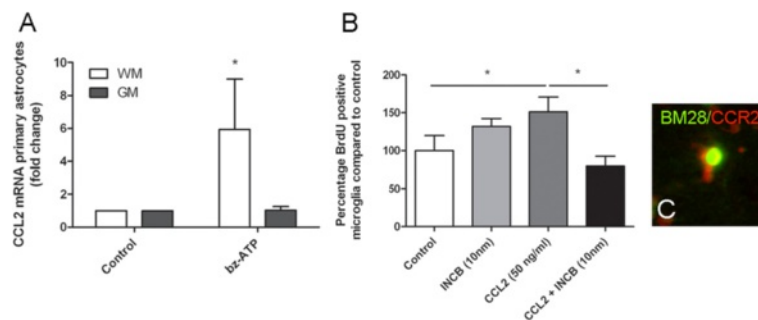 A
CCL2 mRNA primary astrocytes
(fold change)
10
8
6
4
2
0
WM
GM
*
Control
bz-ATP
B
Percentage BrdU positive
microglia compared to control
200
150
100
50
0
*
*
Control
INCB (10nm)
CCL2 (50 ng/ml)
CCL2 + INCB (10nm)
BM28/CCR2
C